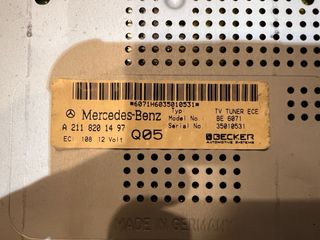 *6071H6035010531*
Mercedes-Benz
Typ TV TUNER ECE
A 211 820 14 97
Model No. BE 6071
Q05
Serial No. 35010531
EC: 108 12 Volt
BECKER
AUTOMOTIVE SYSTEMS
MADE IN GERMANY